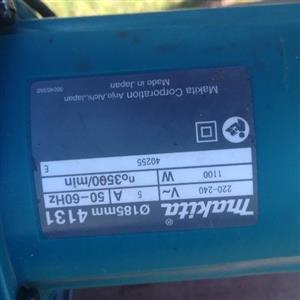 makita®
Ø185mm 4131
220-240 V~ 5 A 50-60Hz
1100 W n₀3500/min
40255 E
Makita Corporation Anjo, Aichi, Japan
Made in Japan